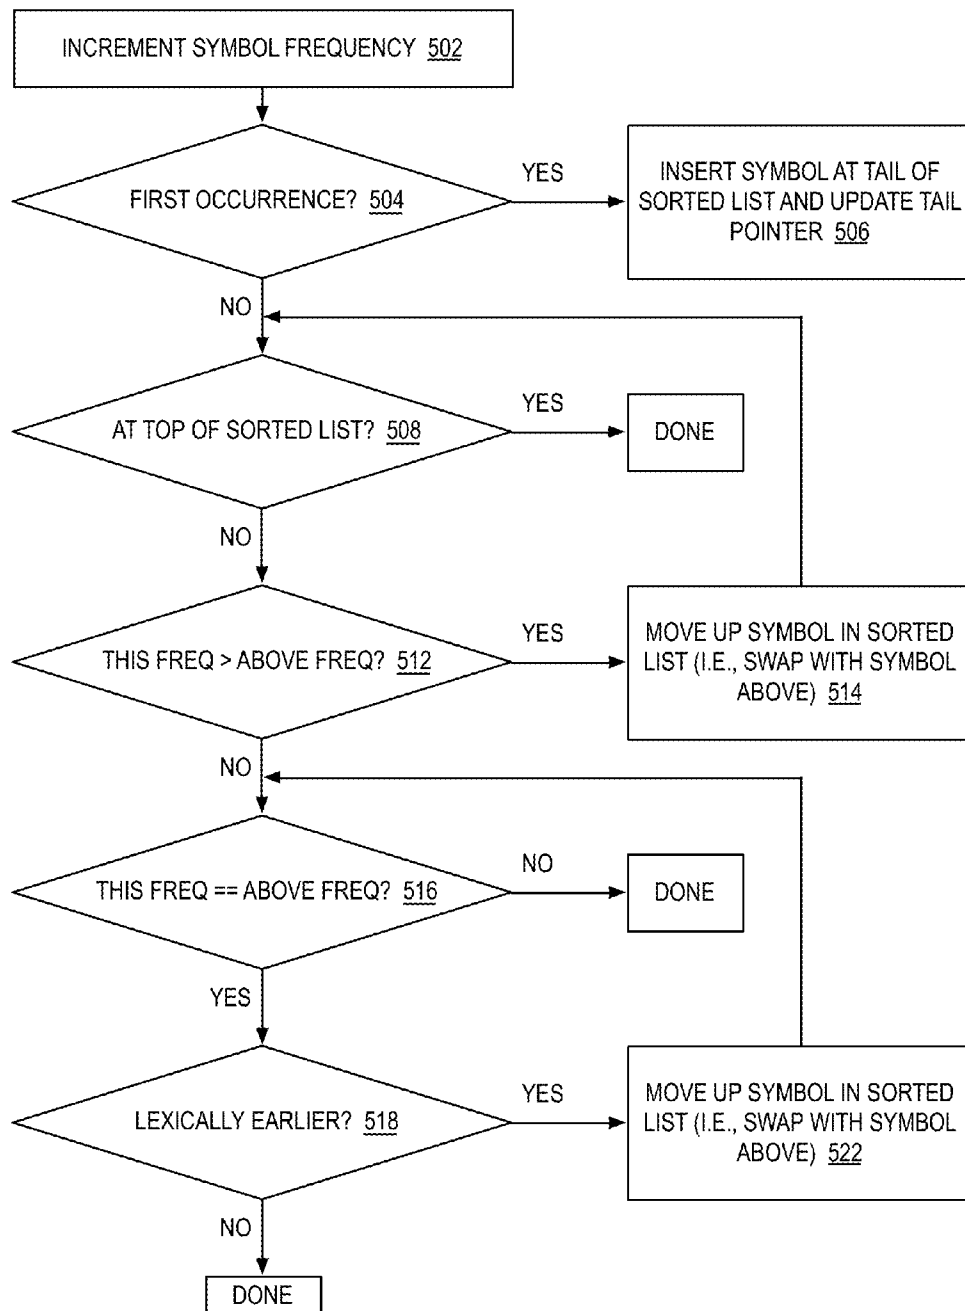 INCREMENT SYMBOL FREQUENCY 502
FIRST OCCURRENCE? 504
YES
INSERT SYMBOL AT TAIL OF
SORTED LIST AND UPDATE TAIL
POINTER 506
NO
AT TOP OF SORTED LIST? 508
YES
DONE
NO
THIS FREQ > ABOVE FREQ? 512
YES
MOVE UP SYMBOL IN SORTED
LIST (I.E., SWAP WITH SYMBOL
ABOVE) 514
NO
THIS FREQ == ABOVE FREQ? 516
NO
DONE
YES
LEXICALLY EARLIER? 518
YES
MOVE UP SYMBOL IN SORTED
LIST (I.E., SWAP WITH SYMBOL
ABOVE) 522
NO
DONE